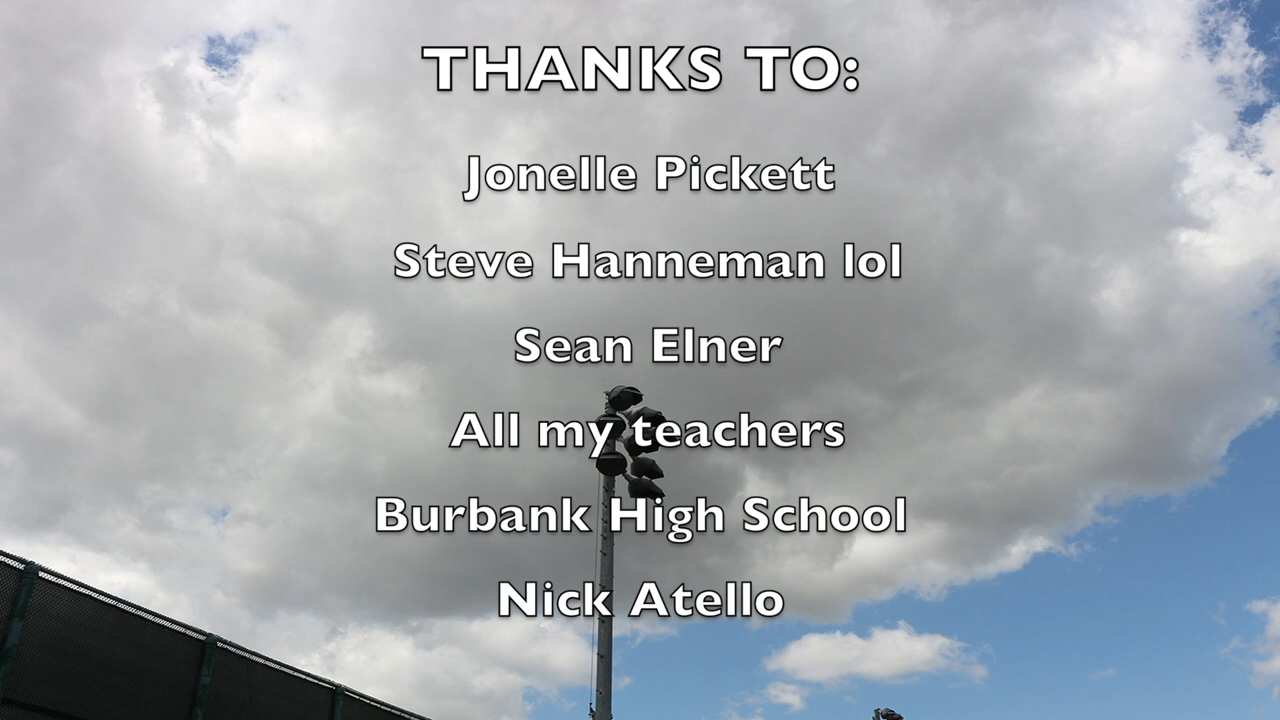 THANKS TO:
Jonelle Pickett
Steve Hanneman lol
Sean Elner
All my teachers
Burbank High School
Nick Atello